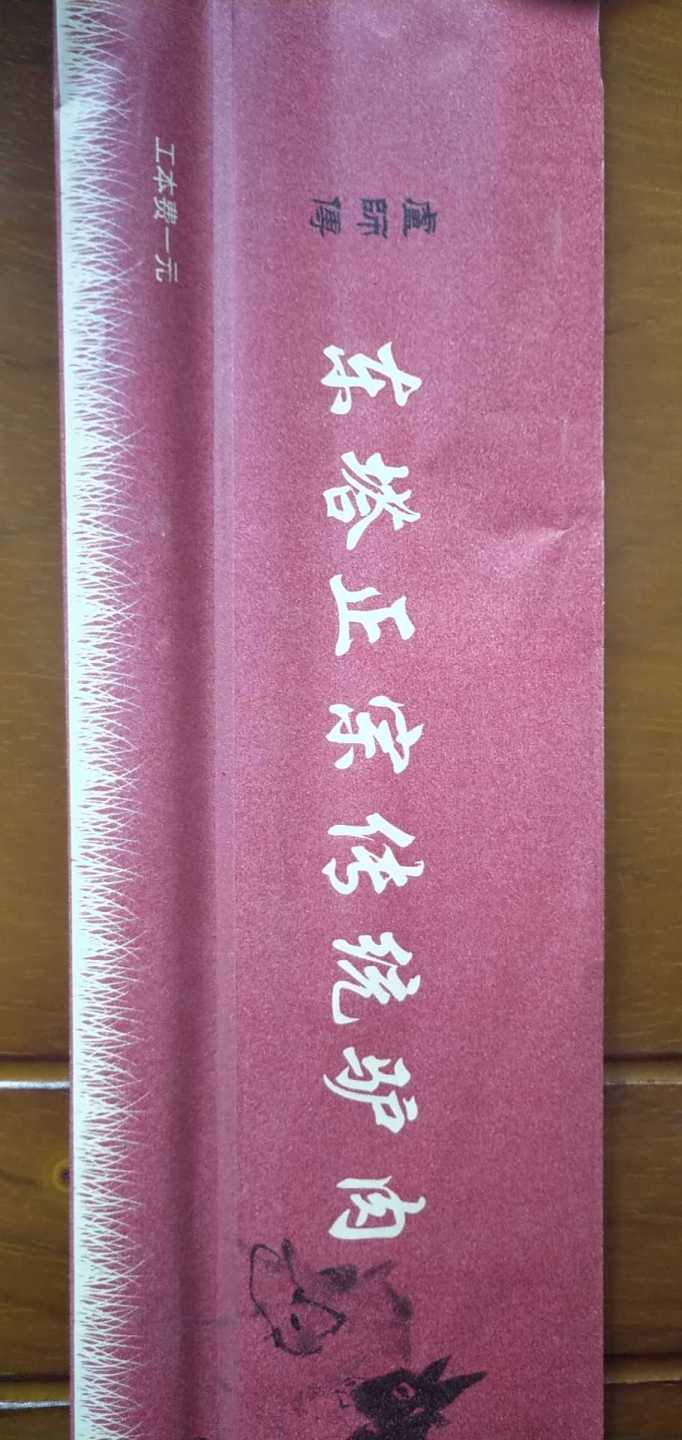 盧師傅
东塔正宗传统驴肉
工本费一元